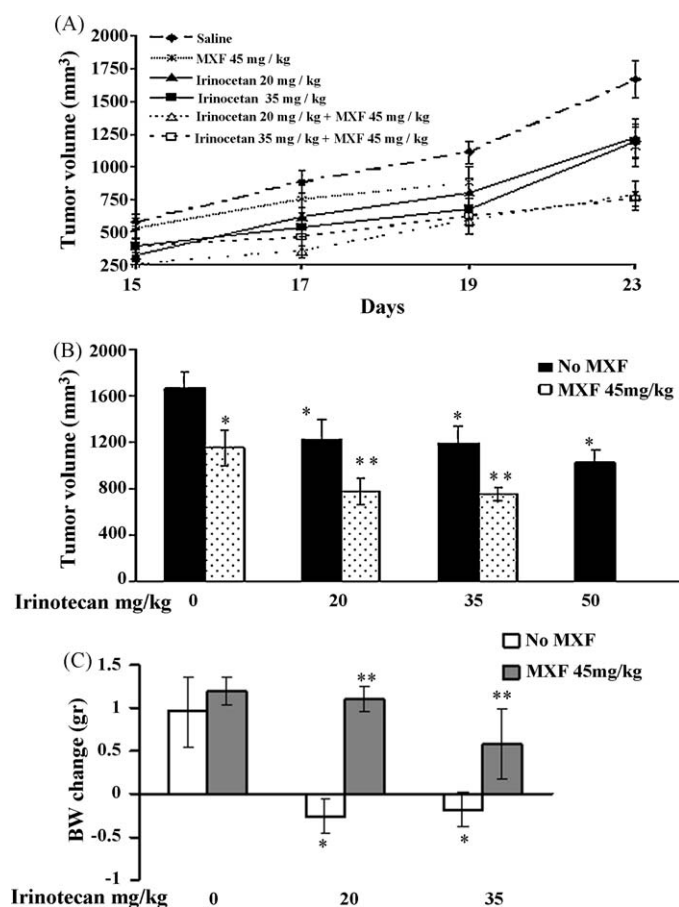 (A)
2000
1750
1500
1250
1000
750
500
250
Tumor volume (mm³)
Saline
MXF 45 mg / kg
Irinocetan 20 mg / kg
Irinocetan 35 mg / kg
Irinocetan 20 mg / kg + MXF 45 mg / kg
Irinocetan 35 mg / kg + MXF 45 mg / kg
15 17 19 23
Days
(B)
2000
1600
1200
800
400
0
Tumor volume (mm³)
No MXF
MXF 45mg/kg
* * ** * ** *
Irinotecan mg/kg 0 20 35 50
(C)
1.5
1
0.5
0
-0.5
-1
BW change (gr)
No MXF
MXF 45mg/kg
** **
* *
Irinotecan mg/kg 0 20 35